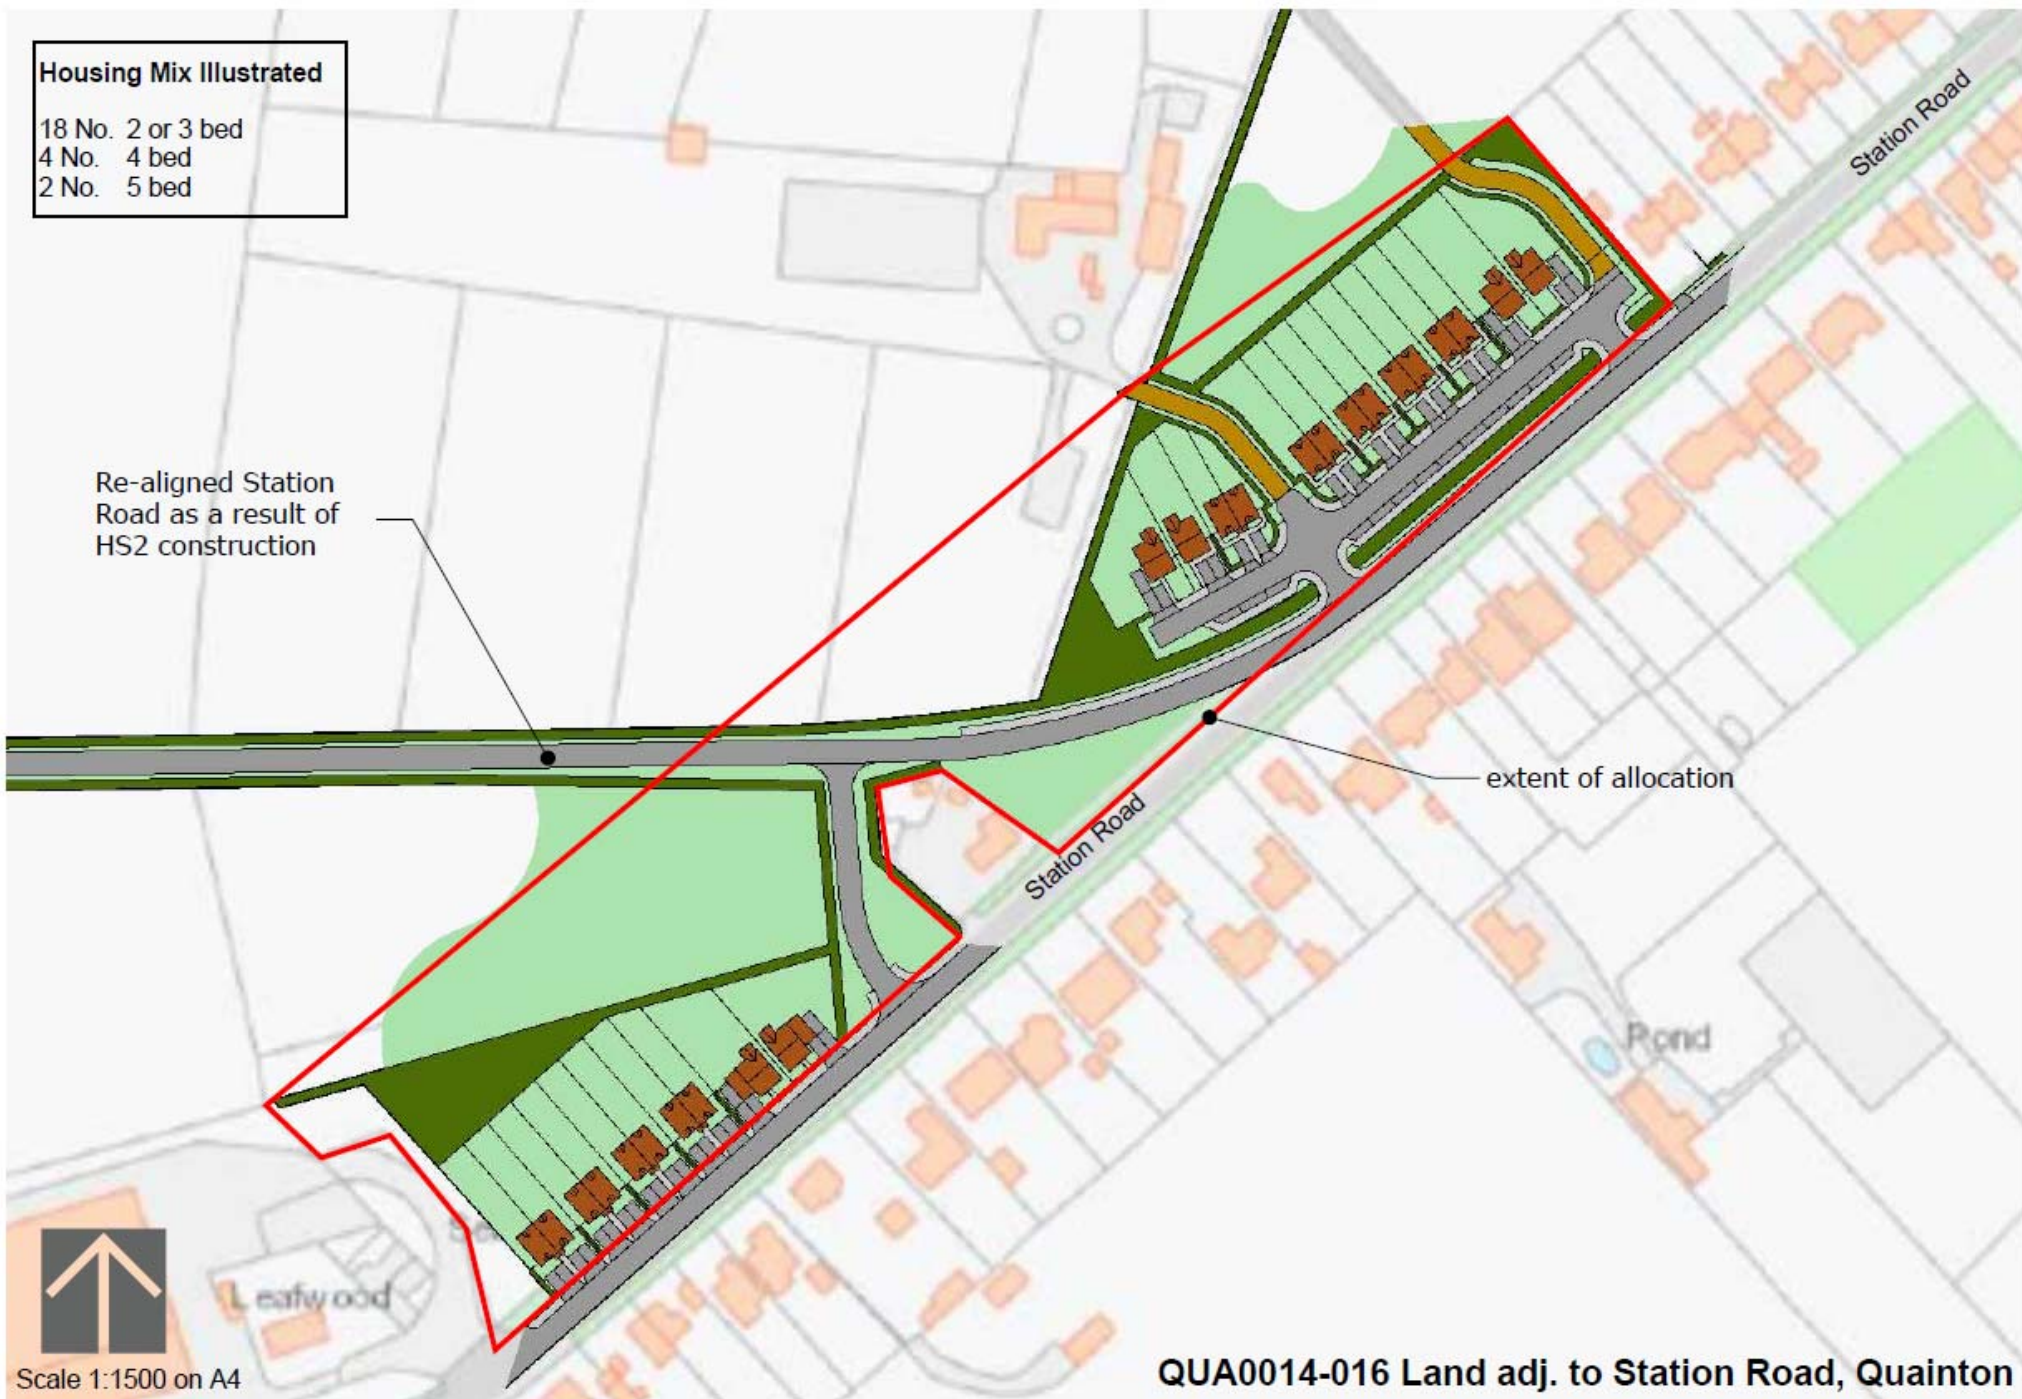 Housing Mix Illustrated
18 No. 2 or 3 bed
4 No. 4 bed
2 No. 5 bed
Station Road
Re-aligned Station
Road as a result of
HS2 construction
extent of allocation
Station Road
Pond
Leafwood
Scale 1:1500 on A4
QUA0014-016 Land adj. to Station Road, Quainton